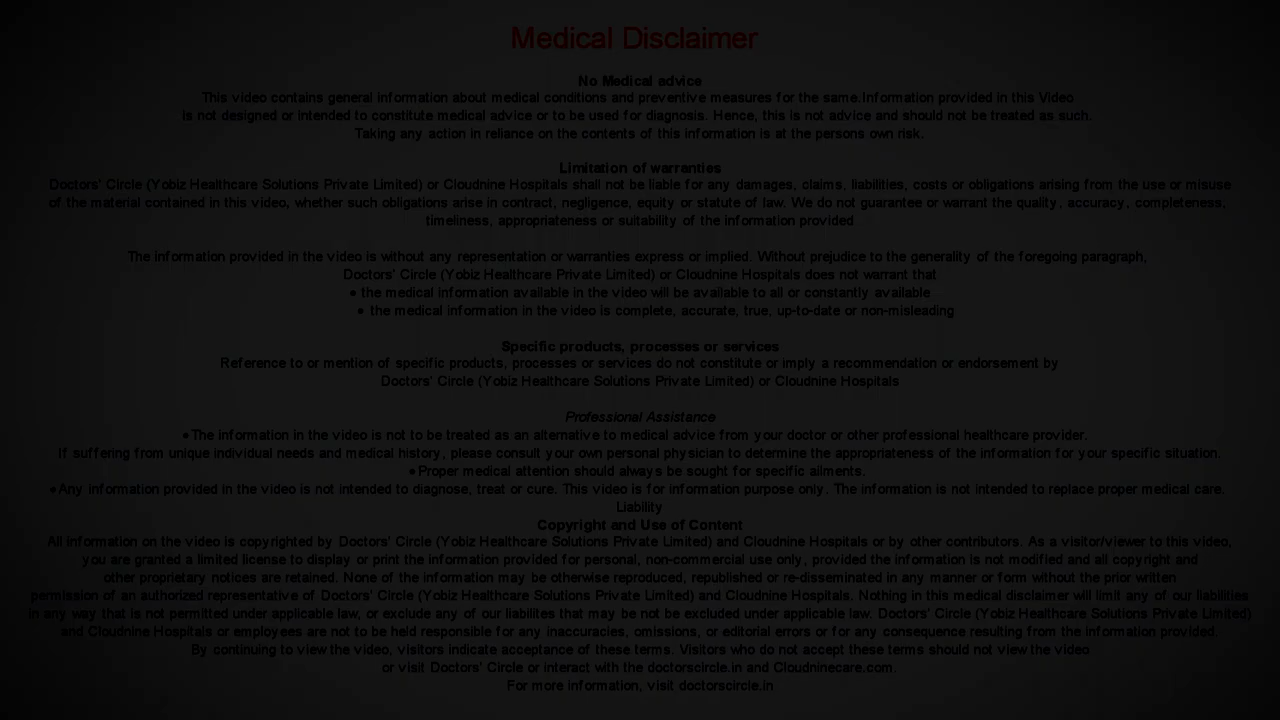 Medical Disclaimer
No Medical advice
This video contains general information about medical conditions and preventive measures for the same.Information provided in this Video
is not designed or intended to constitute medical advice or to be used for diagnosis. Hence, this is not advice and should not be treated as such.
Taking any action in reliance on the contents of this information is at the persons own risk.
Limitation of warranties
Doctors' Circle (Yobiz Healthcare Solutions Private Limited) or Cloudnine Hospitals shall not be liable for any damages, claims, liabilities, costs or obligations arising from the use or misuse
of the material contained in this video, whether such obligations arise in contract, negligence, equity or statute of law. We do not guarantee or warrant the quality, accuracy, completeness,
timeliness, appropriateness or suitability of the information provided
The information provided in the video is without any representation or warranties express or implied. Without prejudice to the generality of the foregoing paragraph,
Doctors' Circle (Yobiz Healthcare Private Limited) or Cloudnine Hospitals does not warrant that
• the medical information available in the video will be available to all or constantly available
• the medical information in the video is complete, accurate, true, up-to-date or non-misleading
Specific products, processes or services
Reference to or mention of specific products, processes or services do not constitute or imply a recommendation or endorsement by
Doctors' Circle (Yobiz Healthcare Solutions Private Limited) or Cloudnine Hospitals
Professional Assistance
•The information in the video is not to be treated as an alternative to medical advice from your doctor or other professional healthcare provider.
If suffering from unique individual needs and medical history, please consult your own personal physician to determine the appropriateness of the information for your specific situation.
•Proper medical attention should always be sought for specific ailments.
•Any information provided in the video is not intended to diagnose, treat or cure. This video is for information purpose only. The information is not intended to replace proper medical care.
Liability
Copyright and Use of Content
All information on the video is copyrighted by Doctors' Circle (Yobiz Healthcare Solutions Private Limited) and Cloudnine Hospitals or by other contributors. As a visitor/viewer to this video,
you are granted a limited license to display or print the information provided for personal, non-commercial use only, provided the information is not modified and all copyright and
other proprietary notices are retained. None of the information may be otherwise reproduced, republished or re-disseminated in any manner or form without the prior written
permission of an authorized representative of Doctors' Circle (Yobiz Healthcare Solutions Private Limited) and Cloudnine Hospitals. Nothing in this medical disclaimer will limit any of our liabilities
in any way that is not permitted under applicable law, or exclude any of our liabilites that may be not be excluded under applicable law. Doctors' Circle (Yobiz Healthcare Solutions Private Limited)
and Cloudnine Hospitals or employees are not to be held responsible for any inaccuracies, omissions, or editorial errors or for any consequence resulting from the information provided.
By continuing to view the video, visitors indicate acceptance of these terms. Visitors who do not accept these terms should not view the video
or visit Doctors' Circle or interact with the doctorscircle.in and Cloudninecare.com.
For more information, visit doctorscircle.in